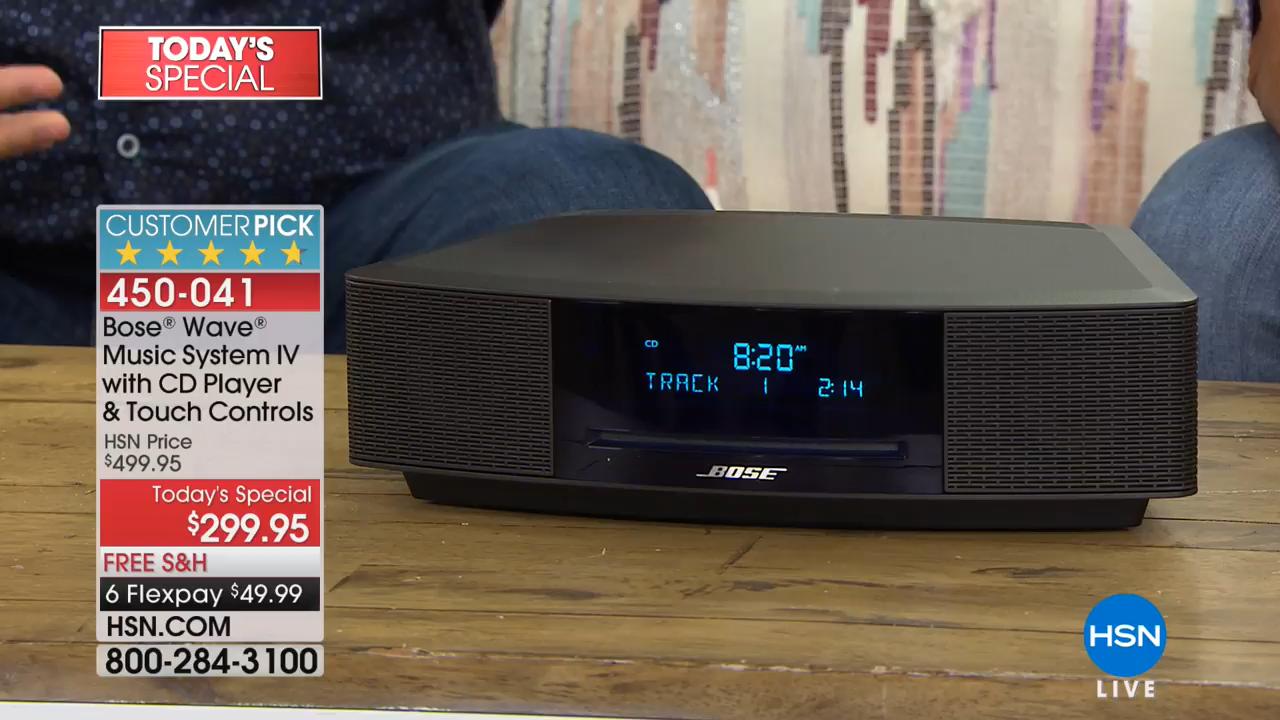 TODAY'S
SPECIAL
CUSTOMER PICK
450-041
Bose® Wave®
Music System IV
with CD Player
& Touch Controls
HSN Price
$499.95
Today's Special
$299.95
FREE S&H
6 Flexpay $49.99
HSN.COM
800-284-3100
CD 8:20 AM
TRACK 1 2:14
BOSE
HSN
LIVE